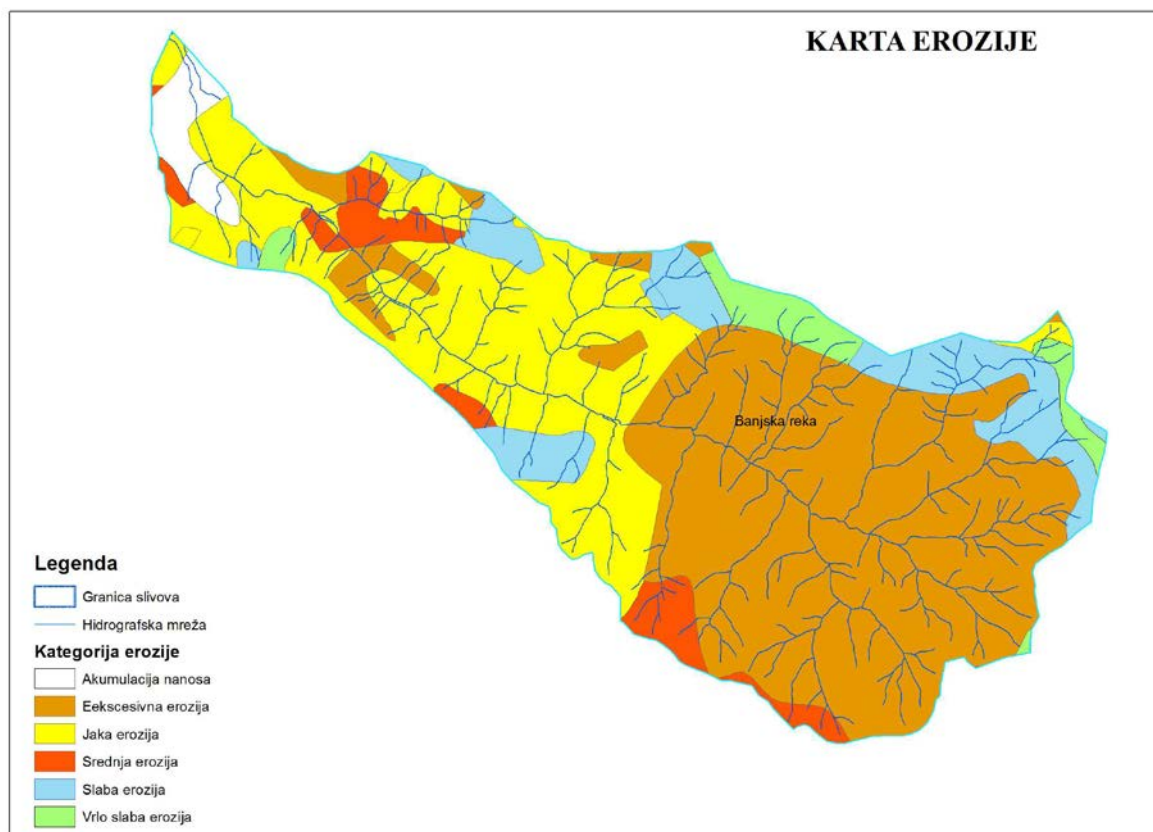 KARTA EROZIJE
Banjska reka
Legenda
Granica slivova
Hidrografska mreža
Kategorija erozije
Akumulacija nanosa
Eekscesivna erozija
Jaka erozija
Srednja erozija
Slaba erozija
Vrlo slaba erozija